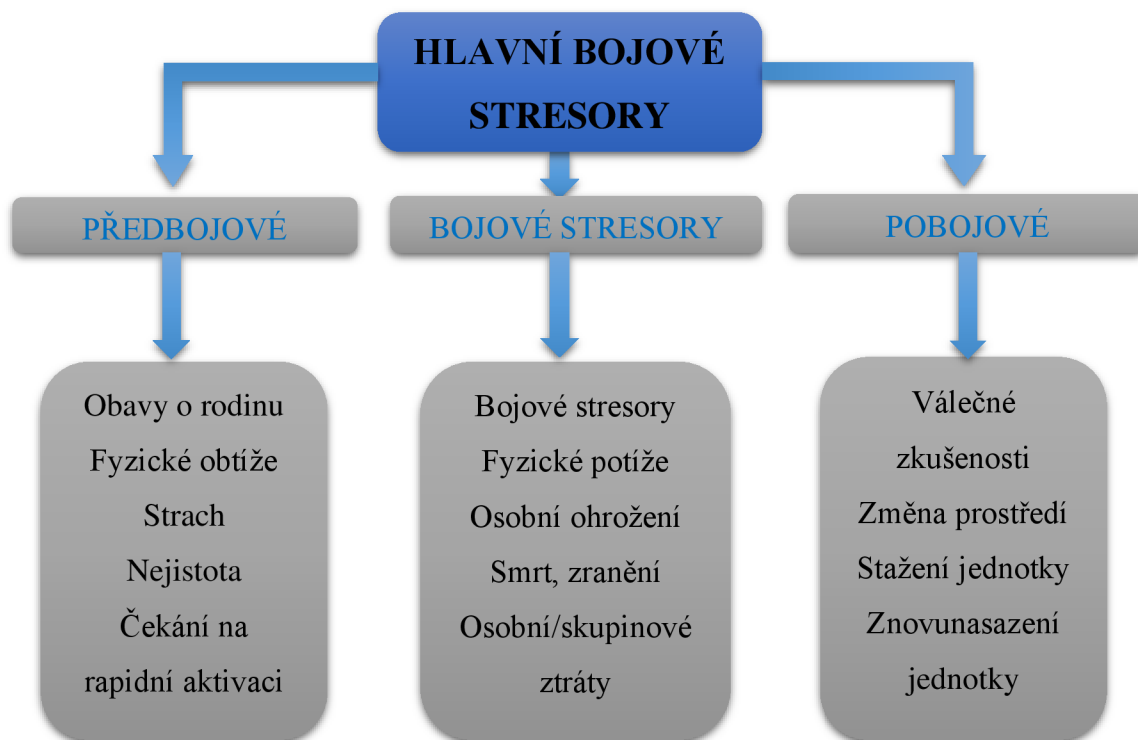 HLAVNÍ BOJOVÉ
STRESORY
PŘEDBOJOVÉ
BOJOVÉ STRESORY
POBOJOVÉ
Obavy o rodinu
Fyzické obtíže
Strach
Nejistota
Čekání na
rapidní aktivaci
Bojové stresory
Fyzické potíže
Osobní ohrožení
Smrt, zranění
Osobní/skupinové
ztráty
Válečné
zkušenosti
Změna prostředí
Stažení jednotky
Znovunasazení
jednotky